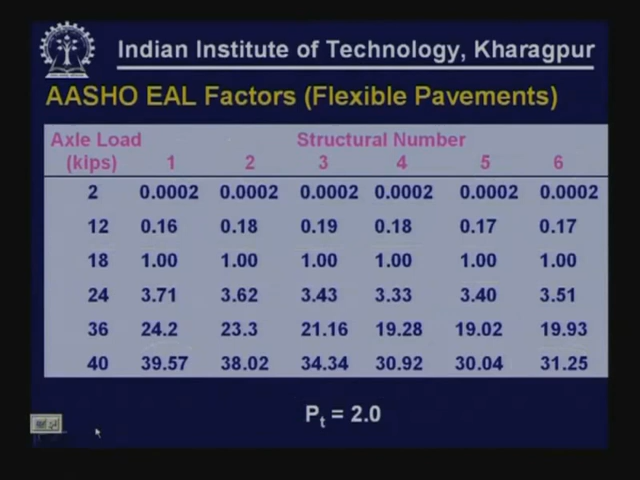 Indian Institute of Technology, Kharagpur
AASHO EAL Factors (Flexible Pavements)
Axle Load Structural Number
(kips) 1 2 3 4 5 6
2 0.0002 0.0002 0.0002 0.0002 0.0002 0.0002
12 0.16 0.18 0.19 0.18 0.17 0.17
18 1.00 1.00 1.00 1.00 1.00 1.00
24 3.71 3.62 3.43 3.33 3.40 3.51
36 24.2 23.3 21.16 19.28 19.02 19.93
40 39.57 38.02 34.34 30.92 30.04 31.25
Pt = 2.0